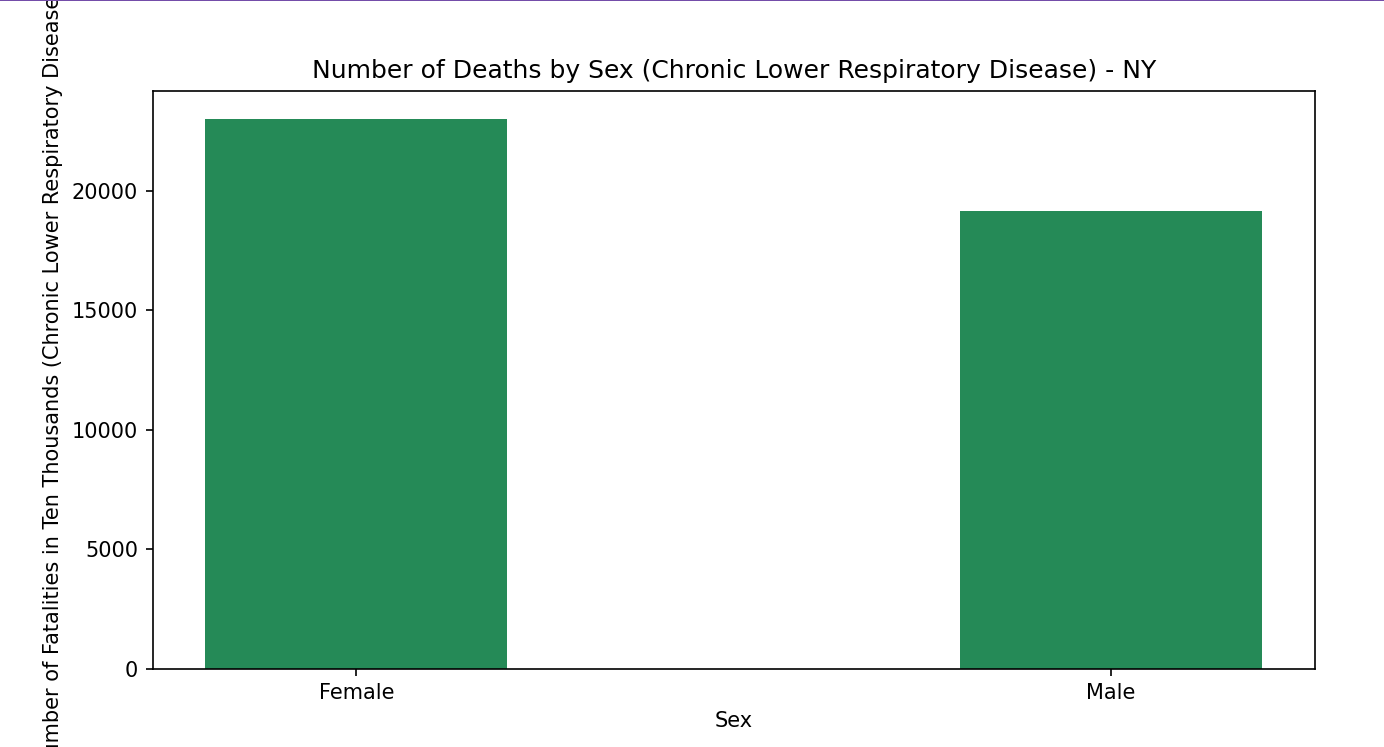 Number of Deaths by Sex (Chronic Lower Respiratory Disease) - NY
of Fatalities in Ten Thousands (Chronic Lower Respiratory Disease
20000
15000
10000
5000
0
Female
Male
Sex